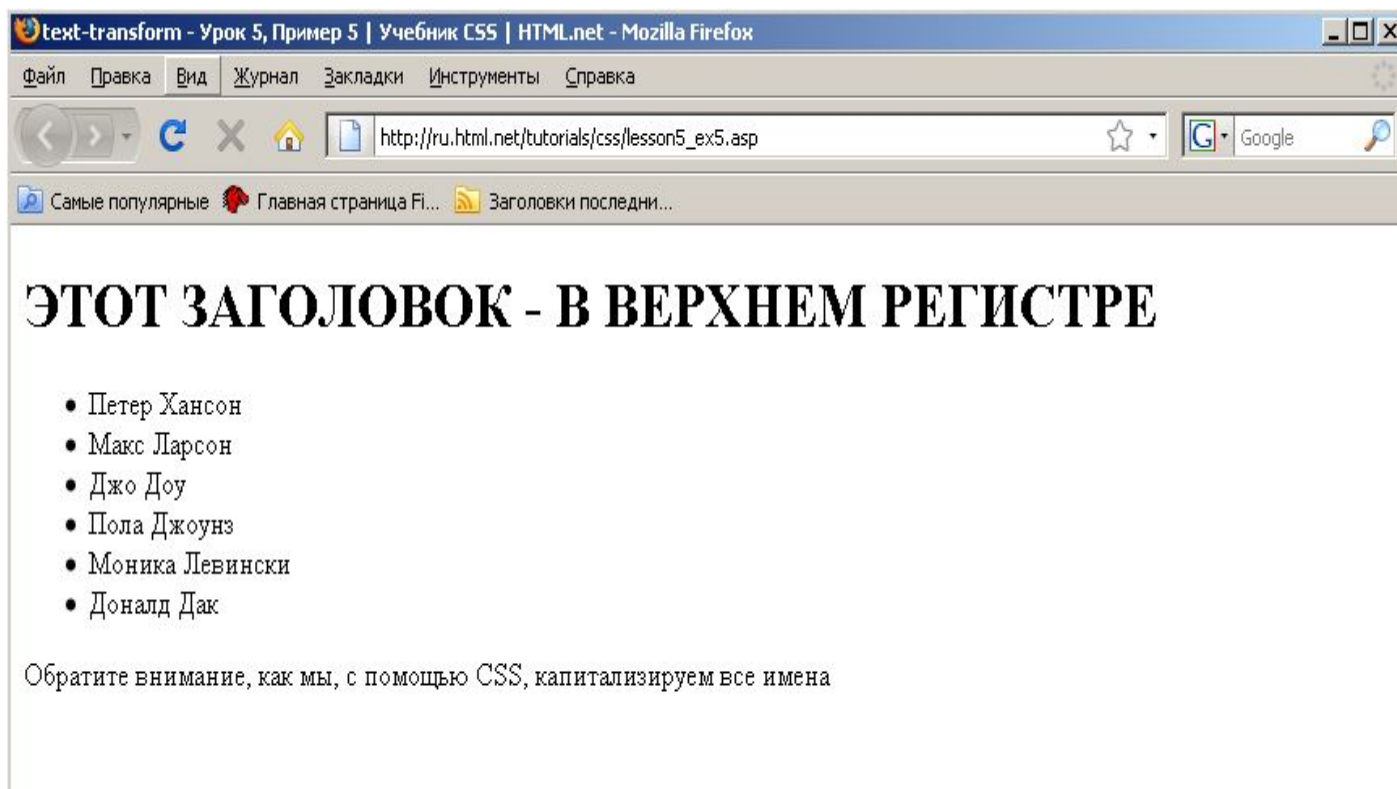 text-transform - Урок 5, Пример 5 | Учебник CSS | HTML.net - Mozilla Firefox
Файл Правка Вид Журнал Закладки Инструменты Справка
http://ru.html.net/tutorials/css/lesson5_ex5.asp G Google
Самые популярные Главная страница Fi... Заголовки последни...
ЭТОТ ЗАГОЛОВОК - В ВЕРХНЕМ РЕГИСТРЕ
• Петер Хансон
• Макс Ларсон
• Джо Доу
• Пола Джоунз
• Моника Левински
• Доналд Дак
Обратите внимание, как мы, с помощью CSS, капитализируем все имена